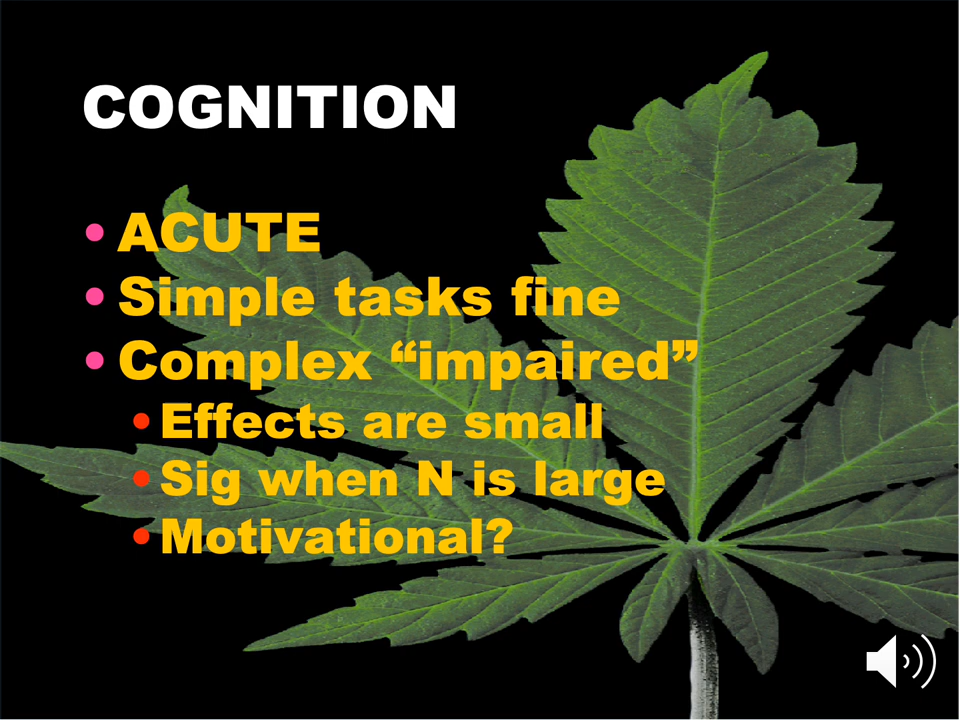 COGNITION
• ACUTE
• Simple tasks fine
• Complex “impaired”
• Effects are small
• Sig when N is large
• Motivational?